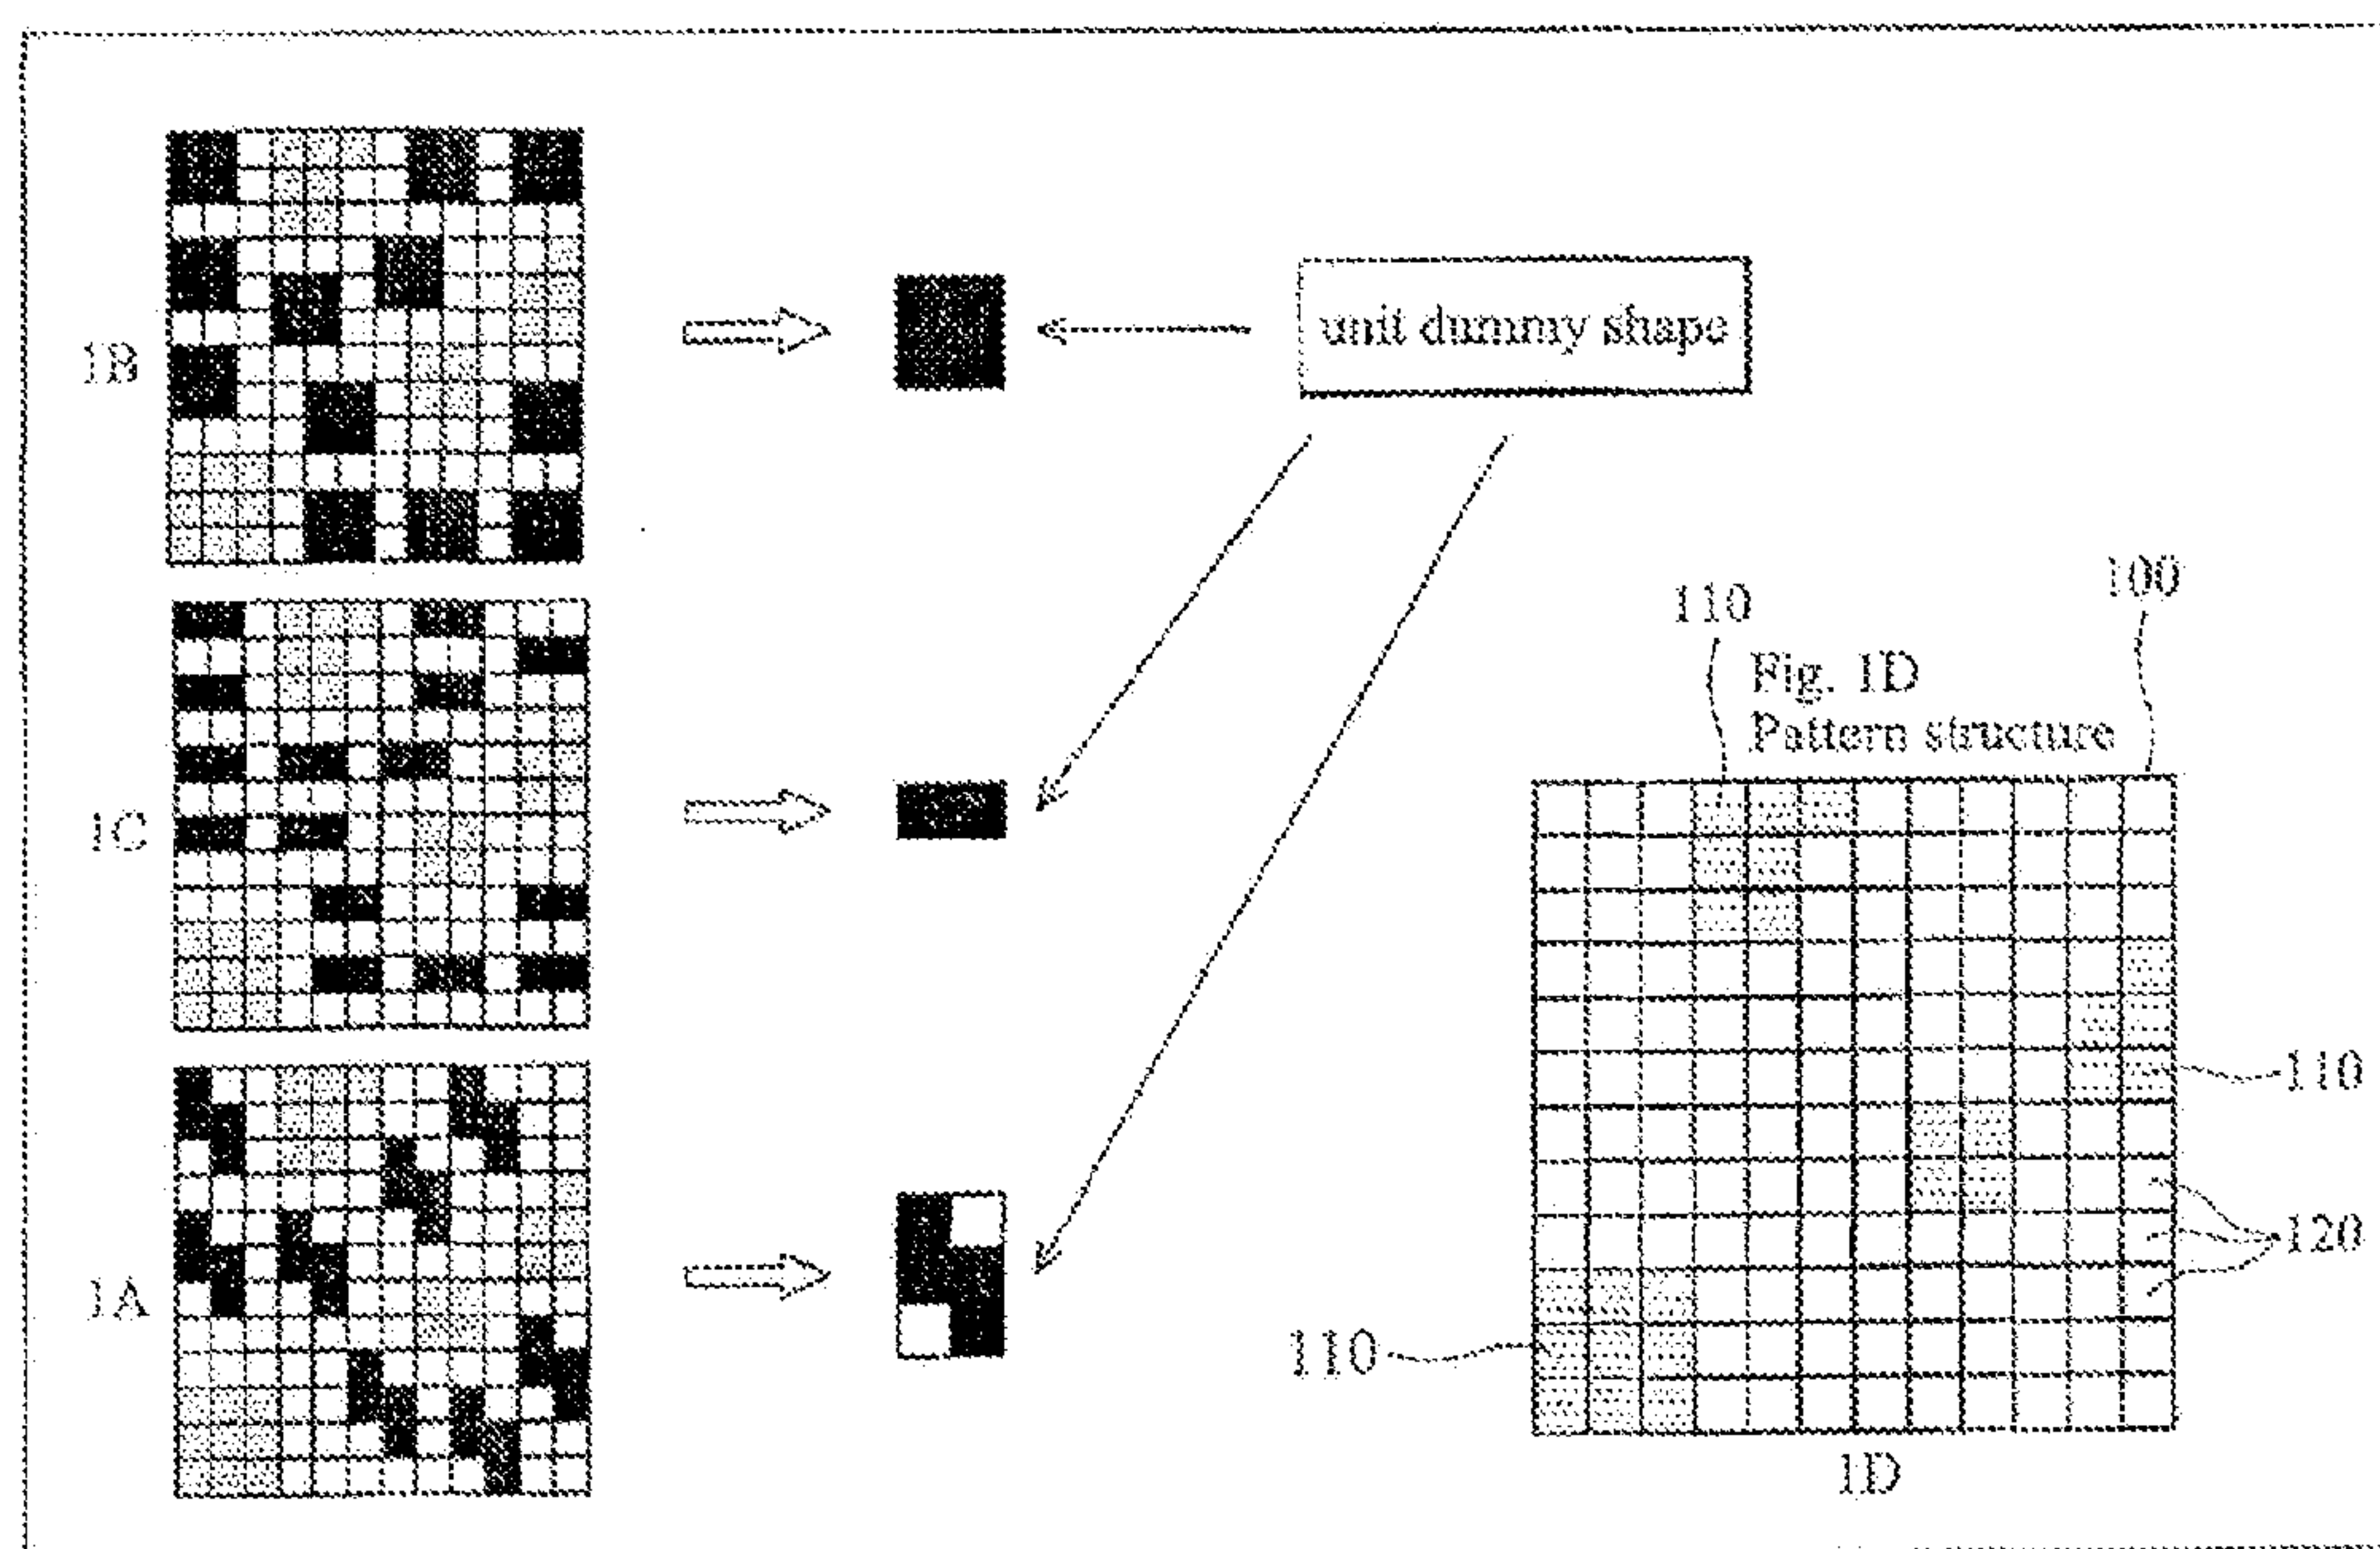 1B
unit dummy shape
110
100
Fig. 1D
Pattern structure
1C
110
1A
120
110
1D